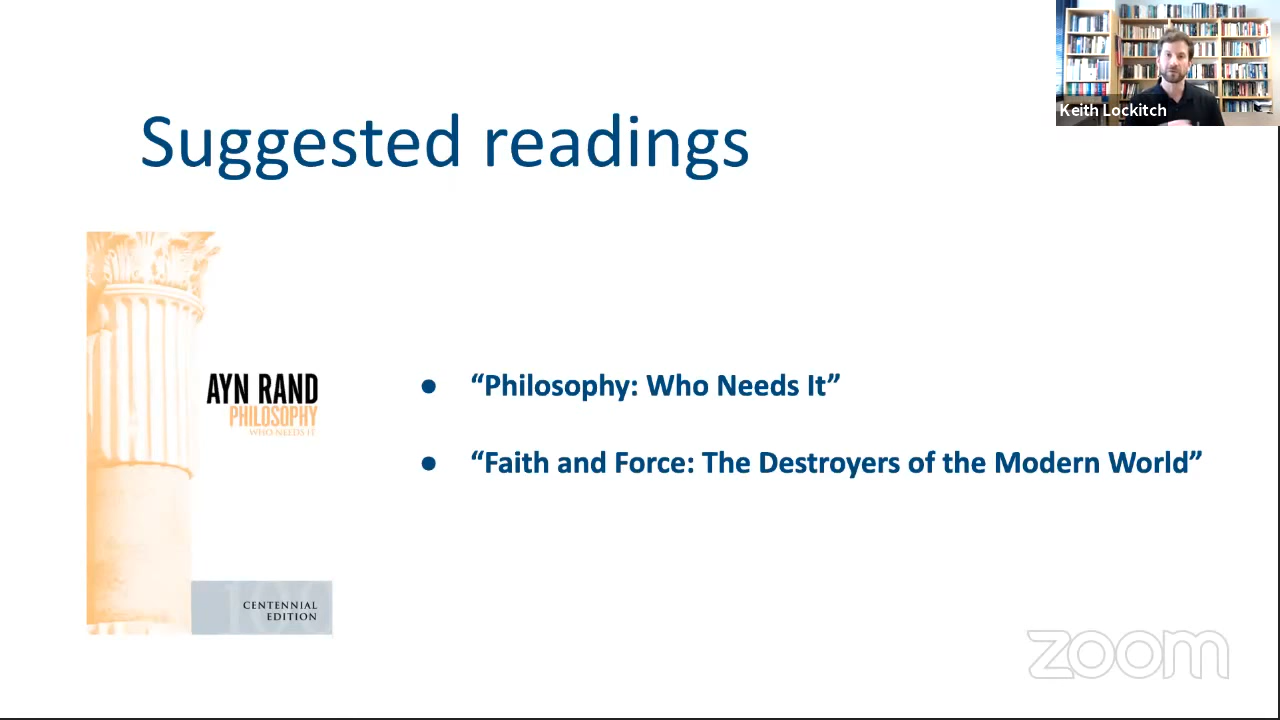 Keith Lockitch
Suggested readings
AYN RAND
PHILOSOPHY
WHO NEEDS IT
● “Philosophy: Who Needs It”
● “Faith and Force: The Destroyers of the Modern World”
CENTENNIAL
EDITION
zoom